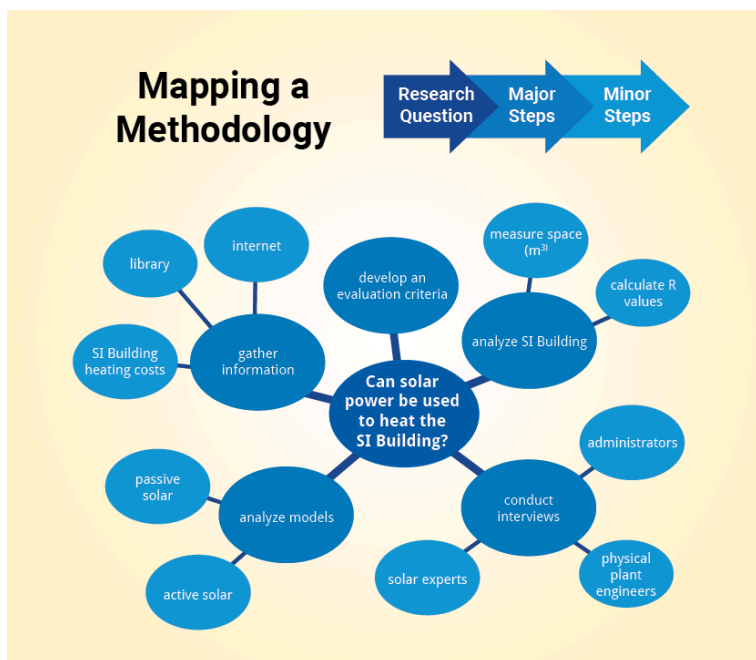 Mapping a
Methodology
Research
Question
Major
Steps
Minor
Steps
internet
library
SI Building
heating costs
gather
information
develop an
evaluation criteria
measure space
(m³⁾
calculate R
values
analyze SI Building
Can solar
power be used
to heat the
SI Building?
passive
solar
analyze models
active solar
administrators
conduct
interviews
solar experts
physical
plant
engineers